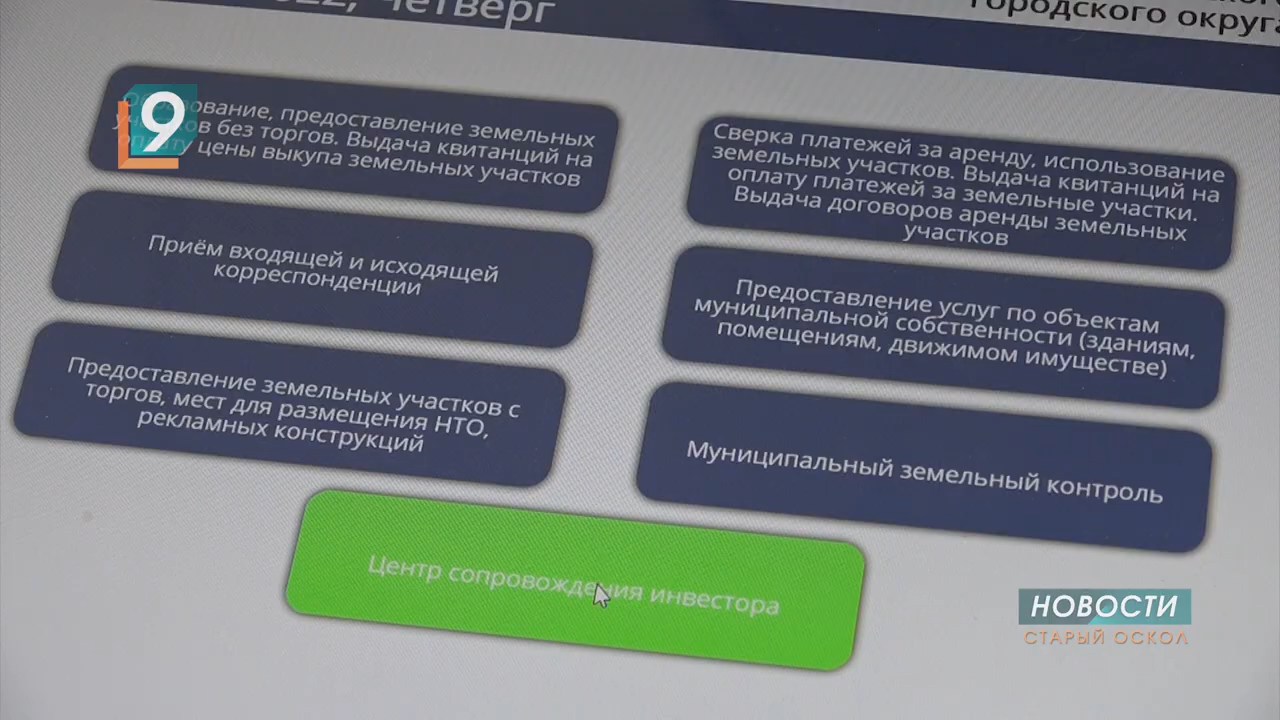 2022, Четверг
городского округа
9
Образование, предоставление земельных
участков без торгов. Выдача квитанций на
оплату цены выкупа земельных участков
Сверка платежей за аренду, использование
земельных участков. Выдача квитанций на
оплату платежей за земельные участки.
Выдача договоров аренды земельных
участков
Приём входящей и исходящей
корреспонденции
Предоставление услуг по объектам
муниципальной собственности (зданиям,
помещениям, движимом имуществе)
Предоставление земельных участков с
торгов, мест для размещения НТО,
рекламных конструкций
Муниципальный земельный контроль
Центр сопровождения инвестора
НОВОСТИ
СТАРЫЙ ОСКОЛ